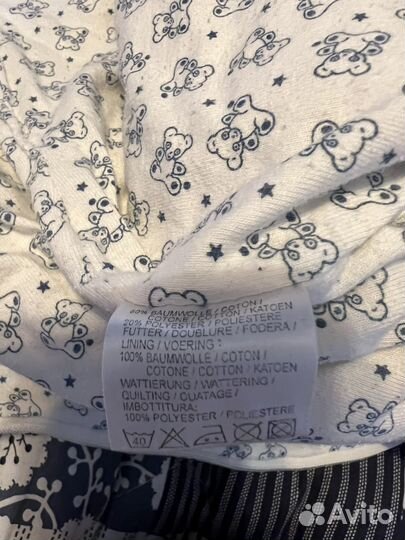 80% BAUMWOLLE / COTON /
COTONE / COTTON / KATOEN
20% POLYESTER / POLIESTERE
FUTTER / DOUBLURE / FODERA /
LINING / VOERING :
100% BAUMWOLLE / COTON /
COTONE / COTTON / KATOEN
WATTIERUNG / WATTERING /
QUILTING / OUATAGE /
IMBOTTITURA:
100% POLYESTER / POLIESTERE
40
Avito